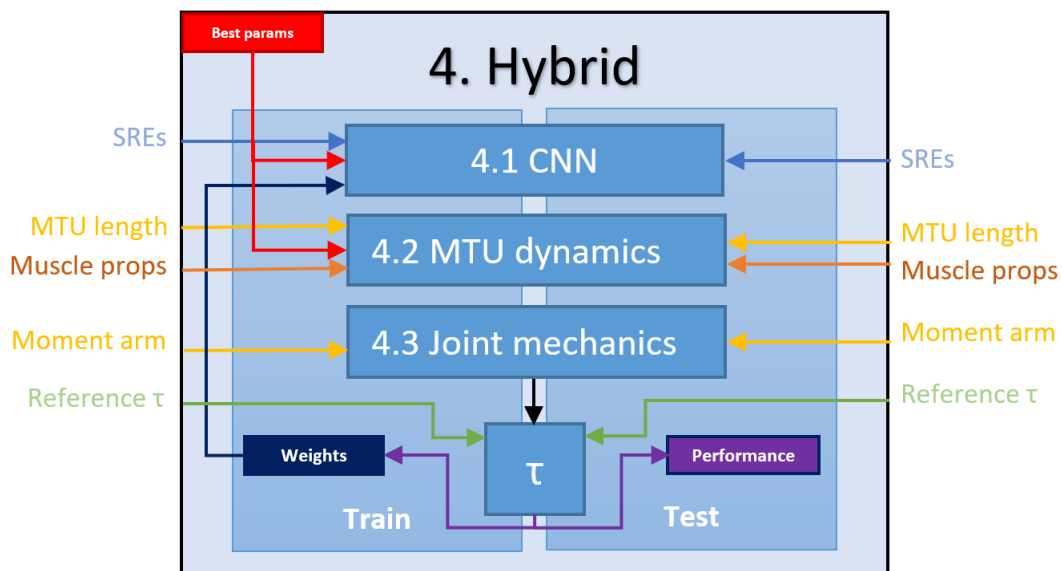 Best params
4. Hybrid
SREs
4.1 CNN
SREs
MTU length
4.2 MTU dynamics
MTU length
Muscle props
Muscle props
Moment arm
4.3 Joint mechanics
Moment arm
Reference τ
Reference τ
Weights
τ
Performance
Train
Test